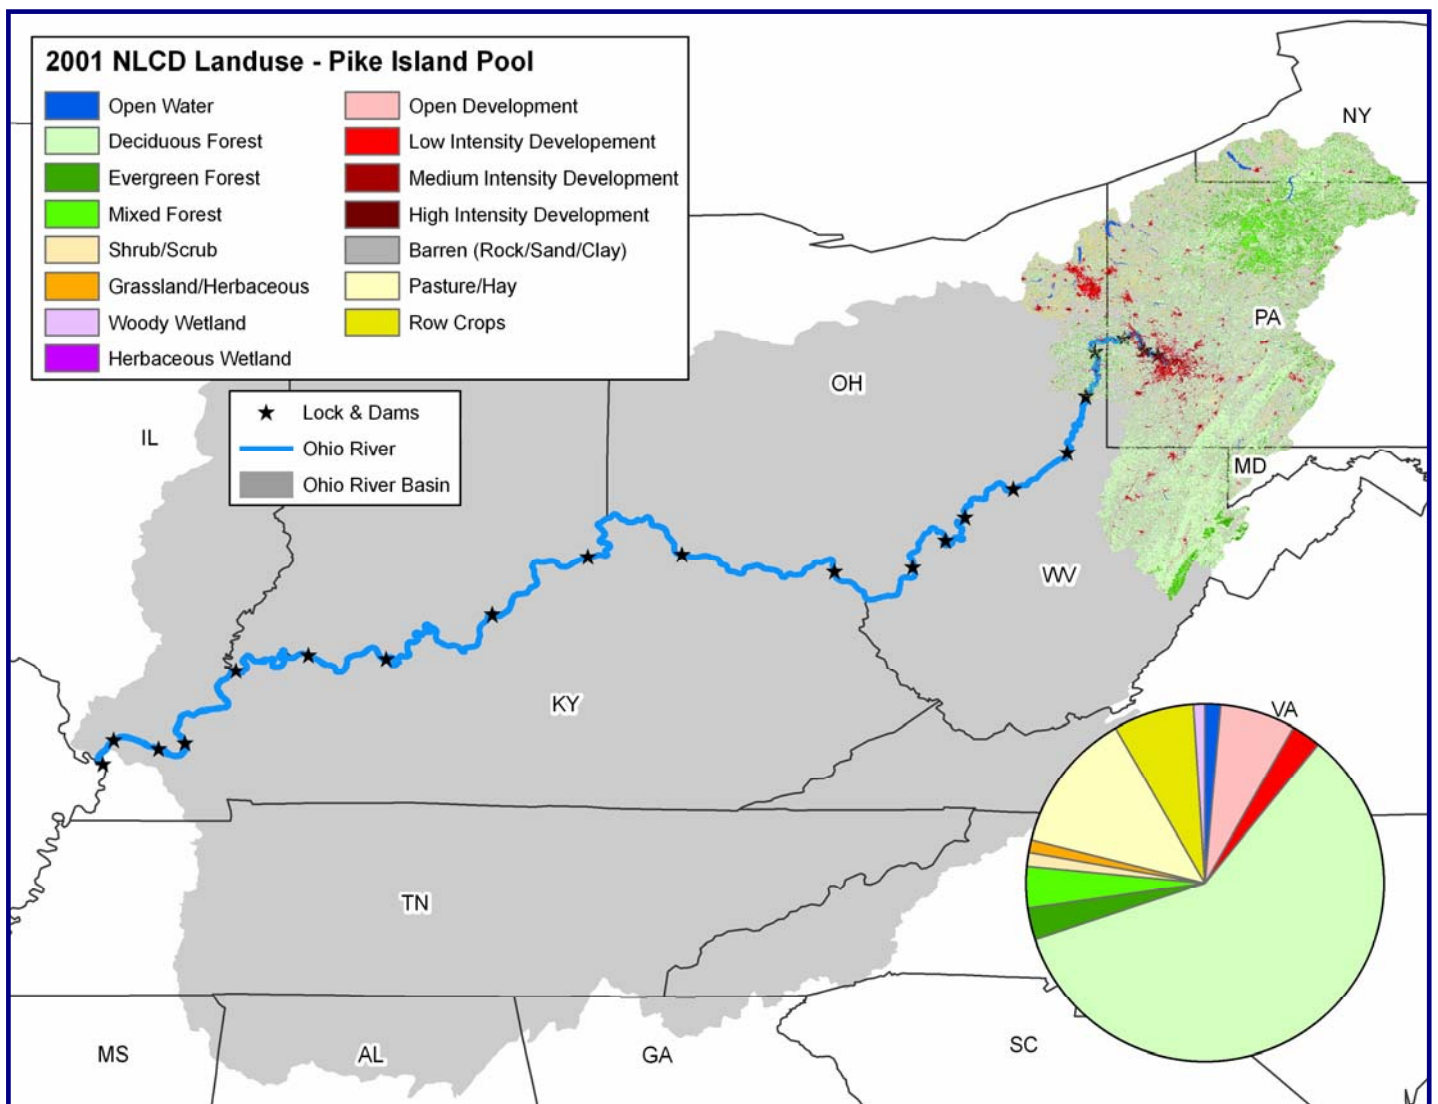 2001 NLCD Landuse - Pike Island Pool
Open Water
Deciduous Forest
Evergreen Forest
Mixed Forest
Shrub/Scrub
Grassland/Herbaceous
Woody Wetland
Herbaceous Wetland
Open Development
Low Intensity Developement
Medium Intensity Development
High Intensity Development
Barren (Rock/Sand/Clay)
Pasture/Hay
Row Crops
Lock & Dams
Ohio River
Ohio River Basin
NY
PA
OH
IL
MD
WV
KY
VA
TN
MS
AL
GA
SC